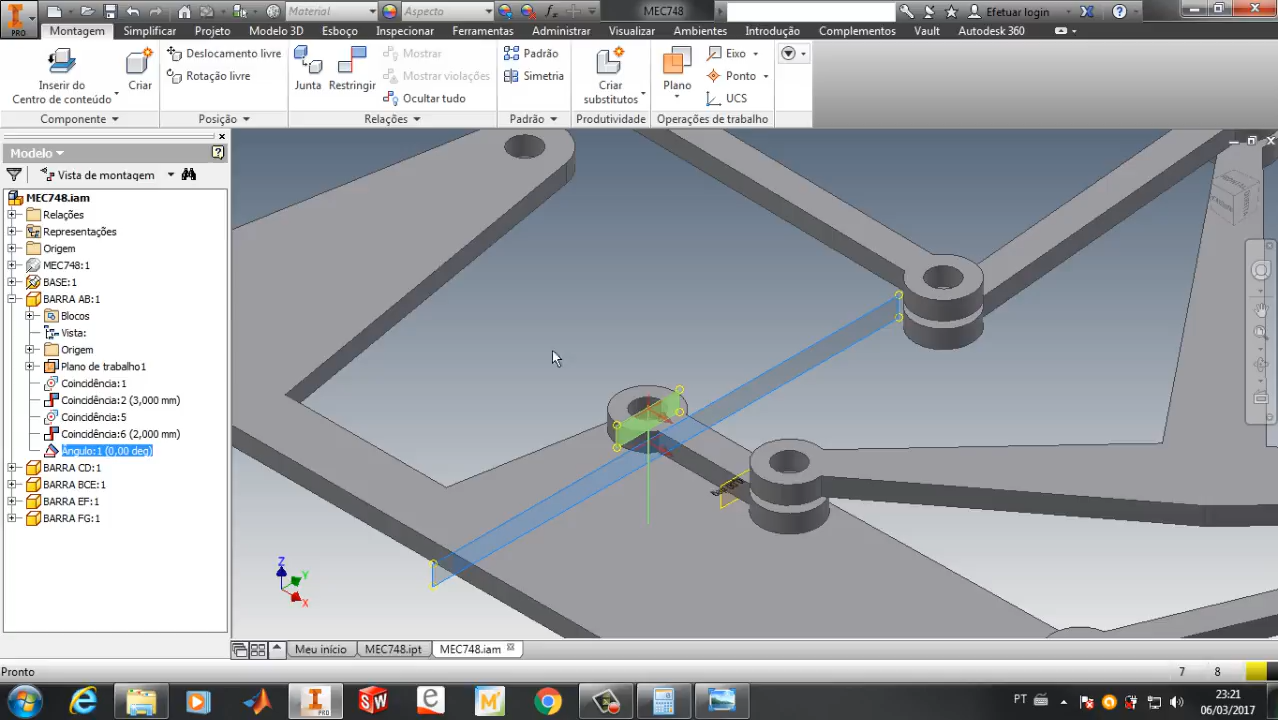 PRO
Material
Aspecto
MEC748
Efetuar login
Montagem
Simplificar
Projeto
Modelo 3D
Esboço
Inspecionar
Ferramentas
Administrar
Visualizar
Ambientes
Introdução
Complementos
Vault
Autodesk 360
Inserir do
Centro de conteúdo
Criar
Deslocamento livre
Rotação livre
Junta
Restringir
Mostrar
Mostrar violações
Ocultar tudo
Padrão
Simetria
Criar
substitutos
Plano
Eixo
Ponto
UCS
Componente
Posição
Relações
Padrão
Produtividade
Operações de trabalho
Modelo
Vista de montagem
MEC748.iam
Relações
Representações
Origem
MEC748:1
BASE:1
BARRA AB:1
Blocos
Vista:
Origem
Plano de trabalho1
Coincidência:1
Coincidência:2 (3,000 mm)
Coincidência:5
Coincidência:6 (2,000 mm)
Ângulo:1 (0,00 deg)
BARRA CD:1
BARRA BCE:1
BARRA EF:1
BARRA FG:1
Z
Y
X
Meu início
MEC748.ipt
MEC748.iam
Pronto
7
8
PRO
SW
e
M
PT
23:21
06/03/2017